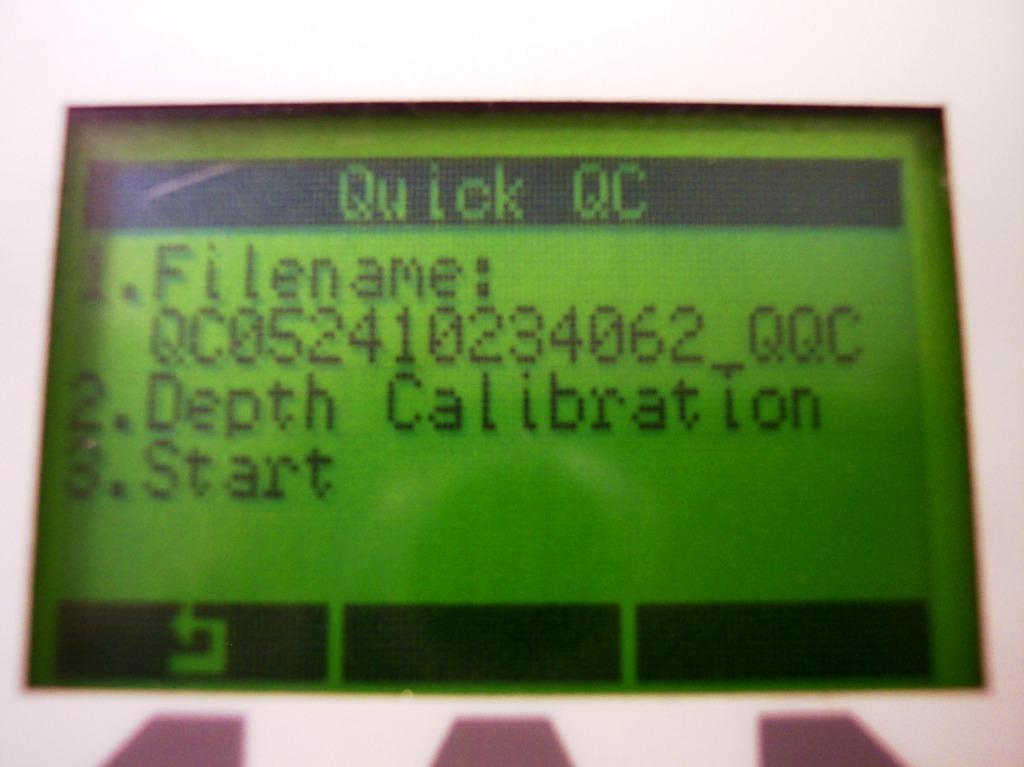 Quick QC
1.Filename:
QC052410234062_QQC
2.Depth Calibration
3.Start